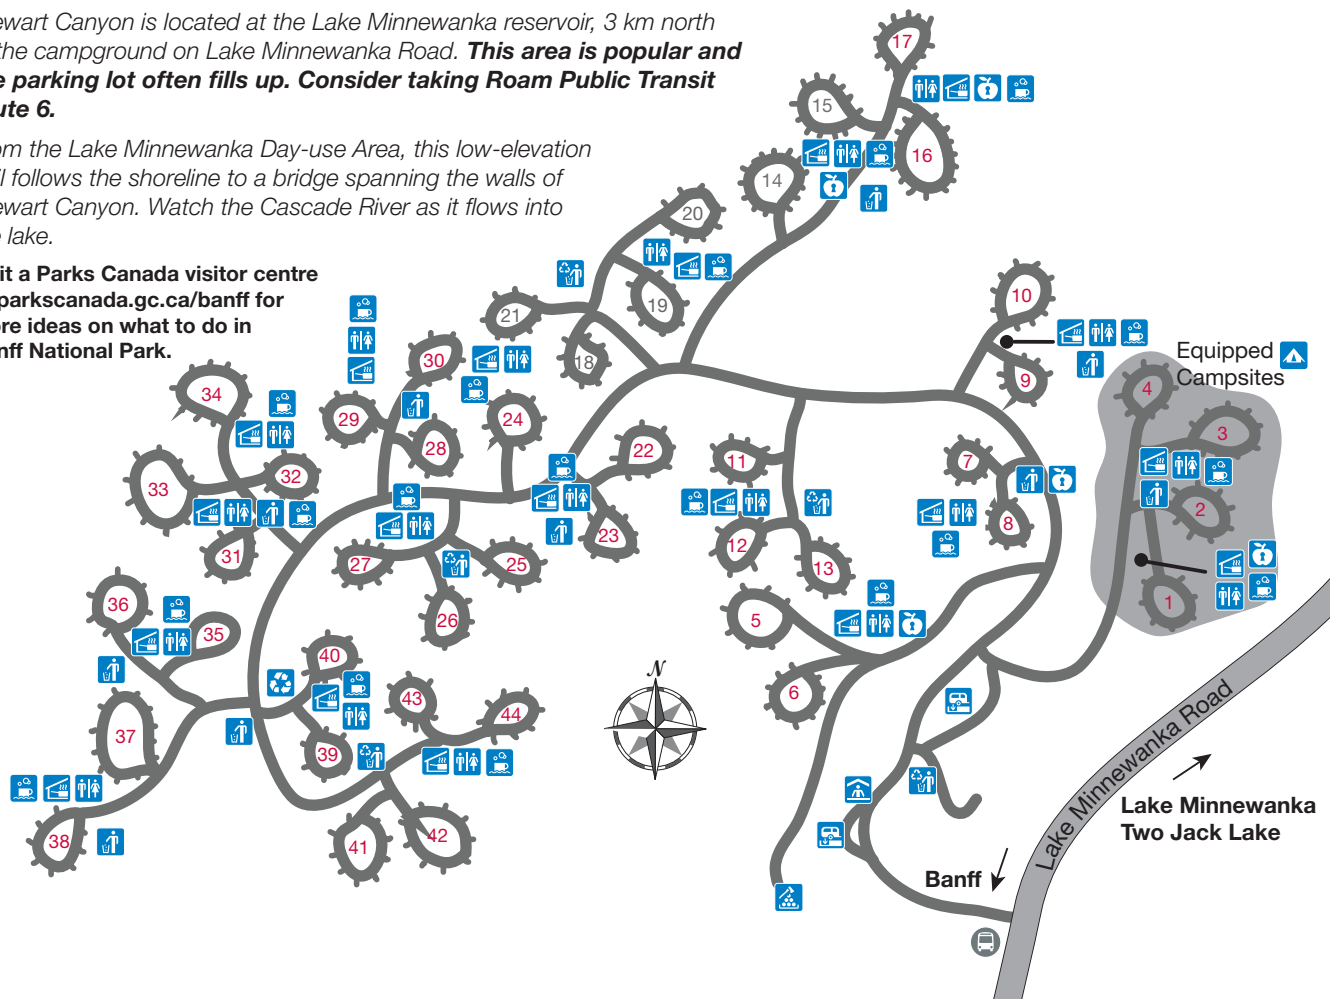 ewart Canyon is located at the Lake Minnewanka reservoir, 3 km north
the campground on Lake Minnewanka Road. This area is popular and
e parking lot often fills up. Consider taking Roam Public Transit
ute 6.
om the Lake Minnewanka Day-use Area, this low-elevation
l follows the shoreline to a bridge spanning the walls of
ewart Canyon. Watch the Cascade River as it flows into
e lake.
it a Parks Canada visitor centre
parkscanada.gc.ca/banff for
ore ideas on what to do in
nff National Park.
17
15
16
14
20
19
21
18
10
9
Equipped
Campsites
4
3
2
1
30
34
29
28
24
22
11
7
33
32
8
23
12
31
27
25
13
36
35
26
5
40
6
43
44
37
39
38
41
42
N
Lake Minnewanka Road
Lake Minnewanka
Two Jack Lake
Banff